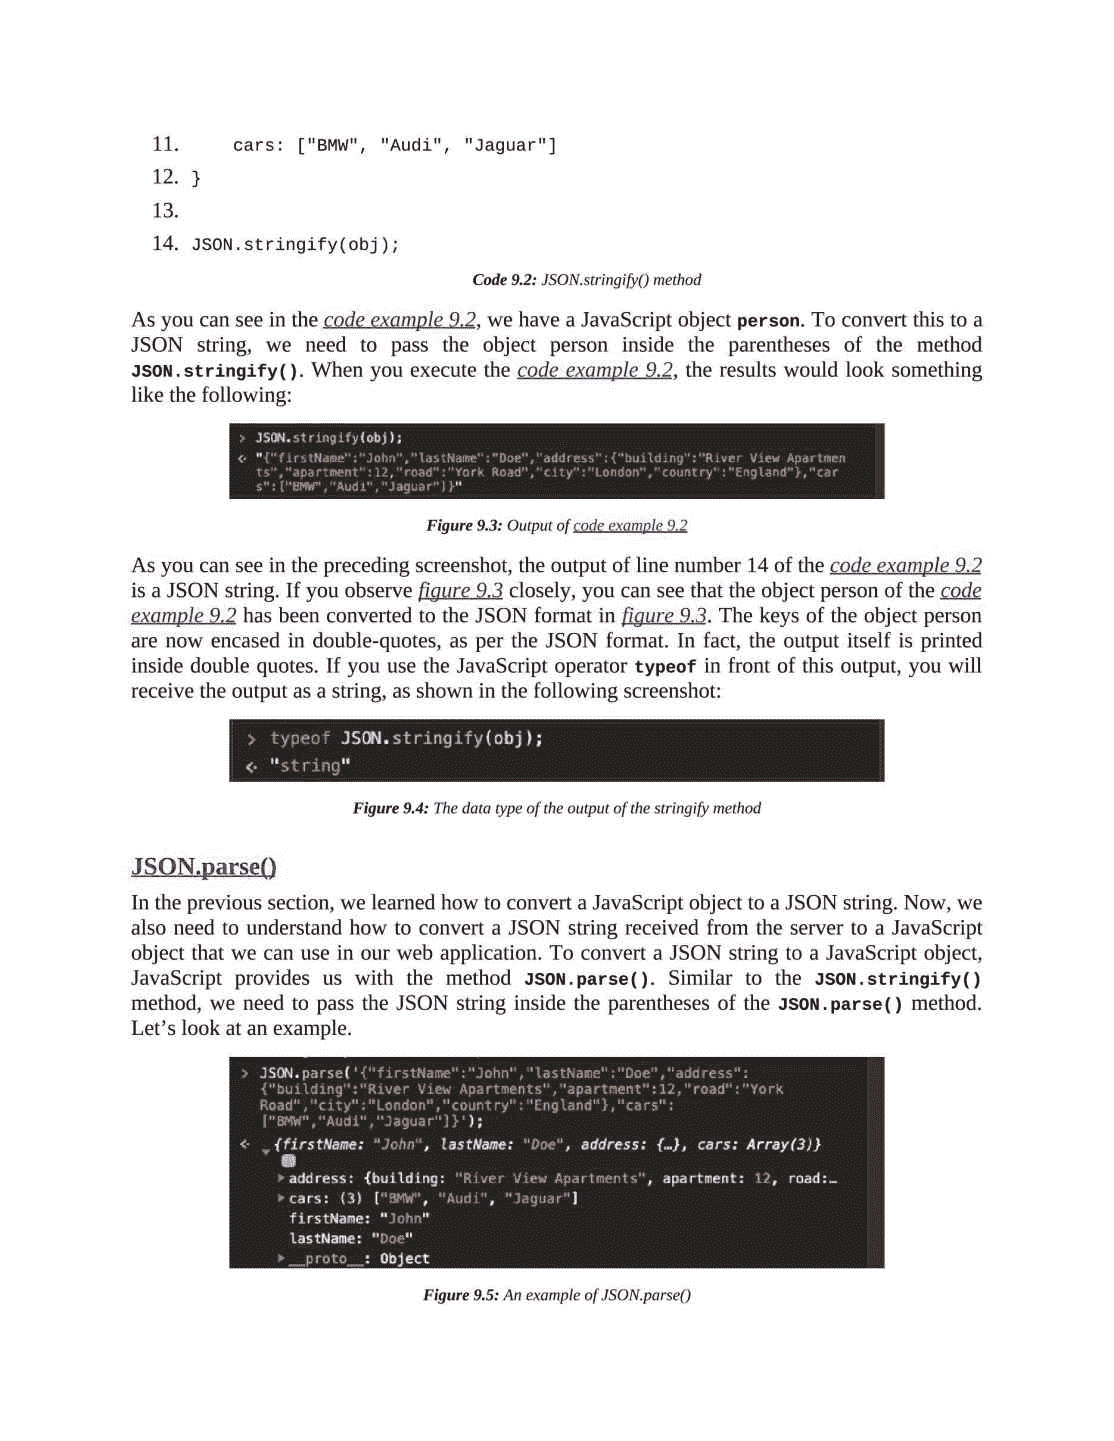 11.     cars: ["BMW", "Audi", "Jaguar"]
12. }
13.
14. JSON.stringify(obj);
Code 9.2: JSON.stringify() method
As you can see in the code example 9.2, we have a JavaScript object person. To convert this to a
JSON string, we need to pass the object person inside the parentheses of the method
JSON.stringify(). When you execute the code example 9.2, the results would look something
like the following:
> JSON.stringify(obj);
"{"firstName":"John","lastName":"Doe","address":{"building":"River View Apartmen
ts","apartment":12,"road":"York Road","city":"London","country":"England"},"car
s":["BMW","Audi","Jaguar"]}"
Figure 9.3: Output of code example 9.2
As you can see in the preceding screenshot, the output of line number 14 of the code example 9.2
is a JSON string. If you observe figure 9.3 closely, you can see that the object person of the code
example 9.2 has been converted to the JSON format in figure 9.3. The keys of the object person
are now encased in double-quotes, as per the JSON format. In fact, the output itself is printed
inside double quotes. If you use the JavaScript operator typeof in front of this output, you will
receive the output as a string, as shown in the following screenshot:
> typeof JSON.stringify(obj);
"string"
Figure 9.4: The data type of the output of the stringify method
JSON.parse()
In the previous section, we learned how to convert a JavaScript object to a JSON string. Now, we
also need to understand how to convert a JSON string received from the server to a JavaScript
object that we can use in our web application. To convert a JSON string to a JavaScript object,
JavaScript provides us with the method JSON.parse(). Similar to the JSON.stringify()
method, we need to pass the JSON string inside the parentheses of the JSON.parse() method.
Let's look at an example.
> JSON.parse('{"firstName":"John","lastName":"Doe","address":
{"building":"River View Apartments","apartment":12,"road":"York
Road","city":"London","country":"England"},"cars":
["BMW","Audi","Jaguar"]}');
{firstName: "John", lastName: "Doe", address: {…}, cars: Array(3)}
address: {building: "River View Apartments", apartment: 12, road:…
cars: (3) ["BMW", "Audi", "Jaguar"]
firstName: "John"
lastName: "Doe"
__proto__: Object
Figure 9.5: An example of JSON.parse()